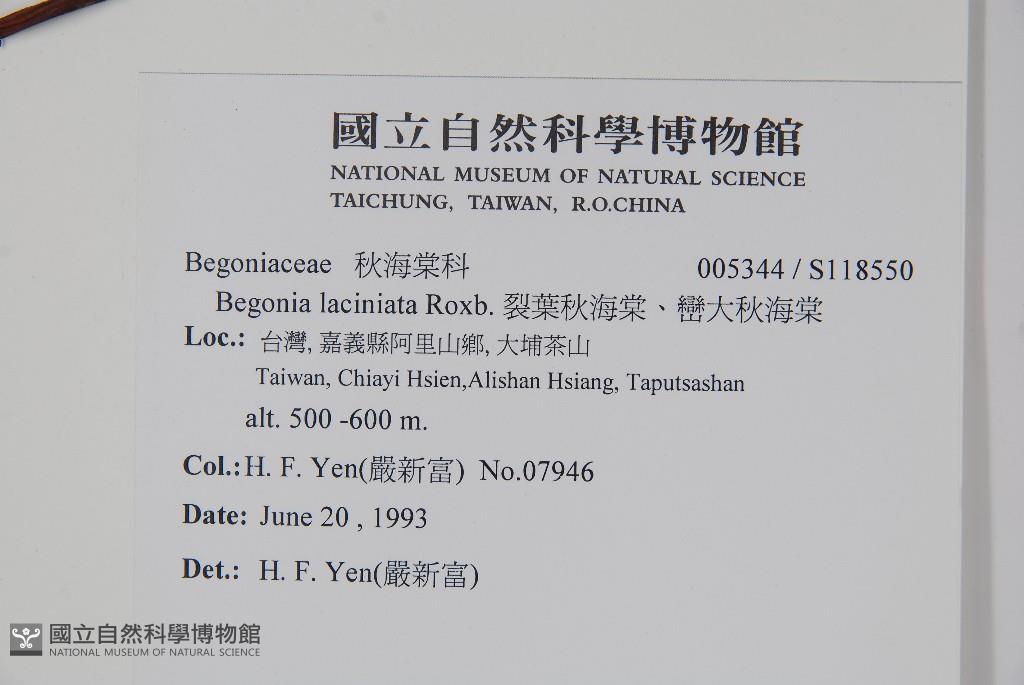 國立自然科學博物館
NATIONAL MUSEUM OF NATURAL SCIENCE
TAICHUNG, TAIWAN, R.O.CHINA
Begoniaceae 秋海棠科 005344 / S118550
Begonia laciniata Roxb. 裂葉秋海棠、巒大秋海棠
Loc.: 台灣, 嘉義縣阿里山鄉, 大埔茶山
Taiwan, Chiayi Hsien,Alishan Hsiang, Taputsashan
alt. 500 -600 m.
Col.: H. F. Yen(嚴新富) No.07946
Date: June 20 , 1993
Det.: H. F. Yen(嚴新富)
國立自然科學博物館
NATIONAL MUSEUM OF NATURAL SCIENCE